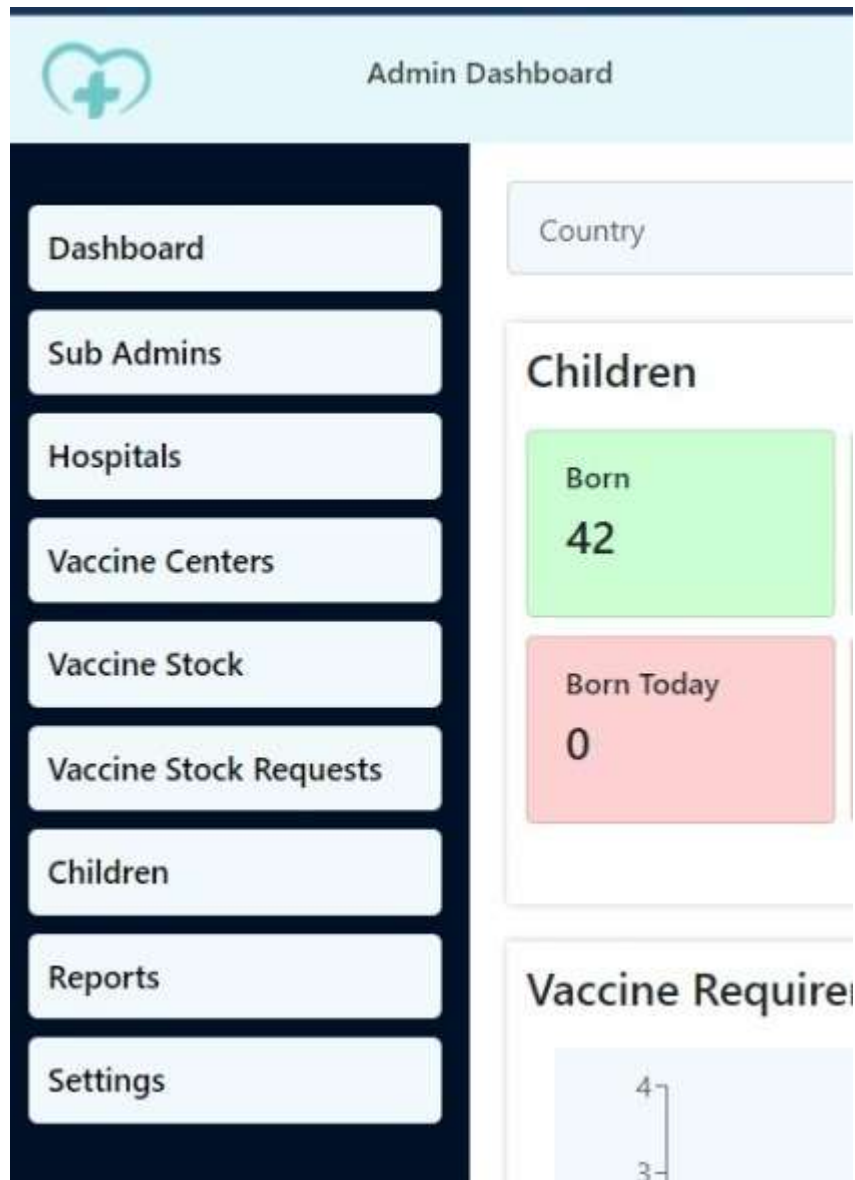 Admin Dashboard
Dashboard
Sub Admins
Hospitals
Vaccine Centers
Vaccine Stock
Vaccine Stock Requests
Children
Reports
Settings
Country
Children
Born
42
Born Today
0
Vaccine
4
3